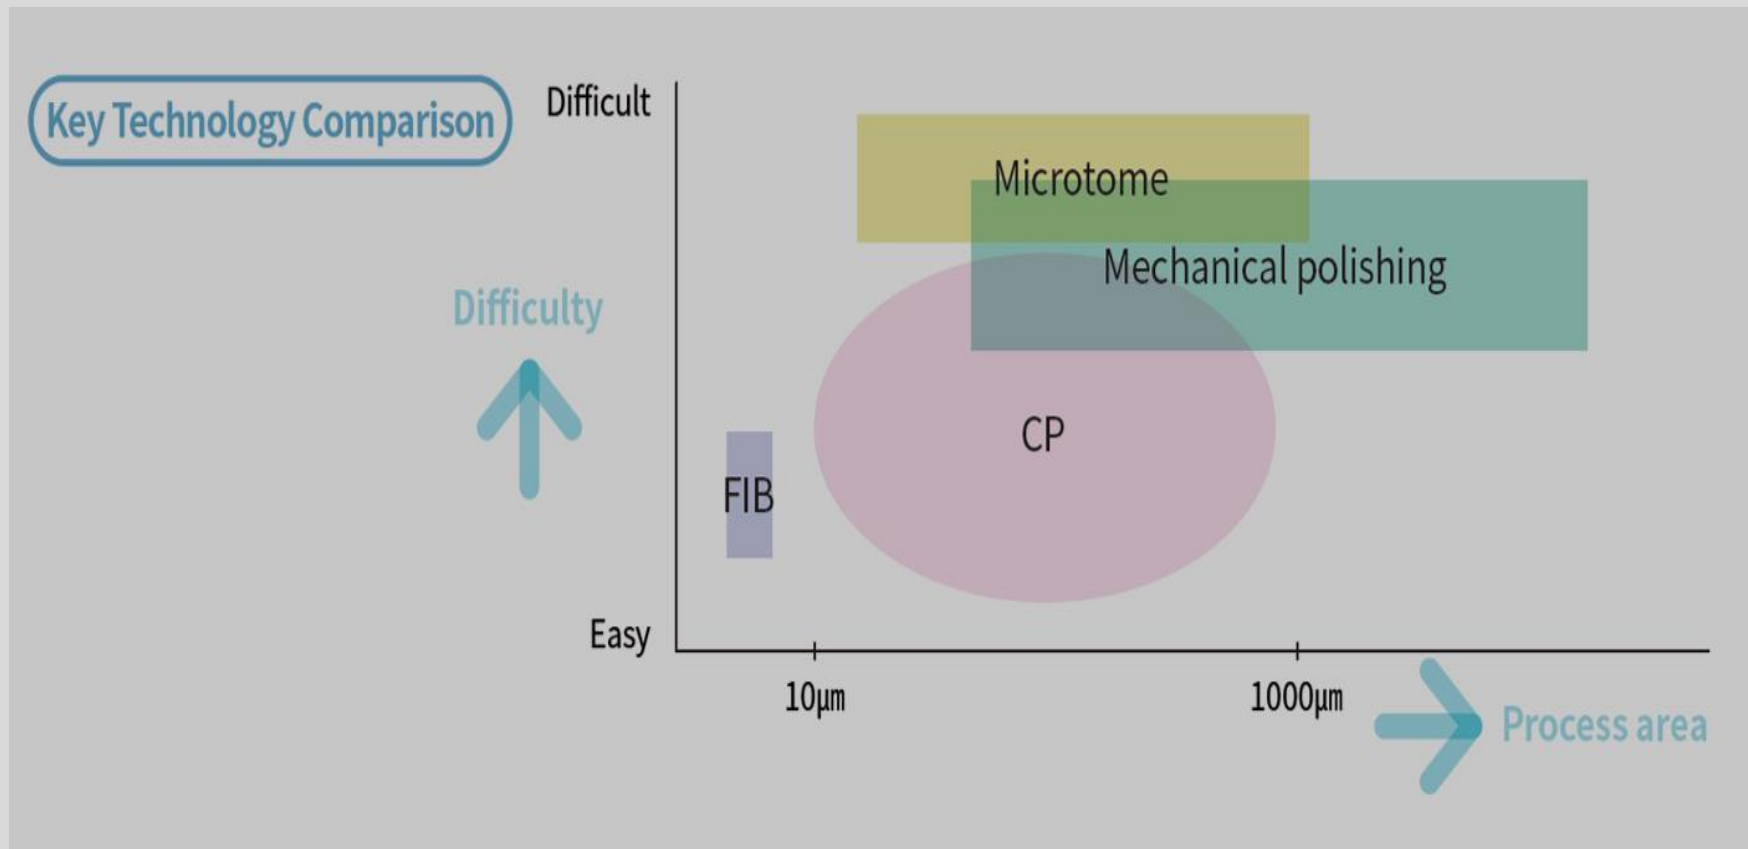 Key Technology Comparison
Difficult
Microtome
Mechanical polishing
Difficulty
CP
FIB
Easy
10μm
1000μm
Process area